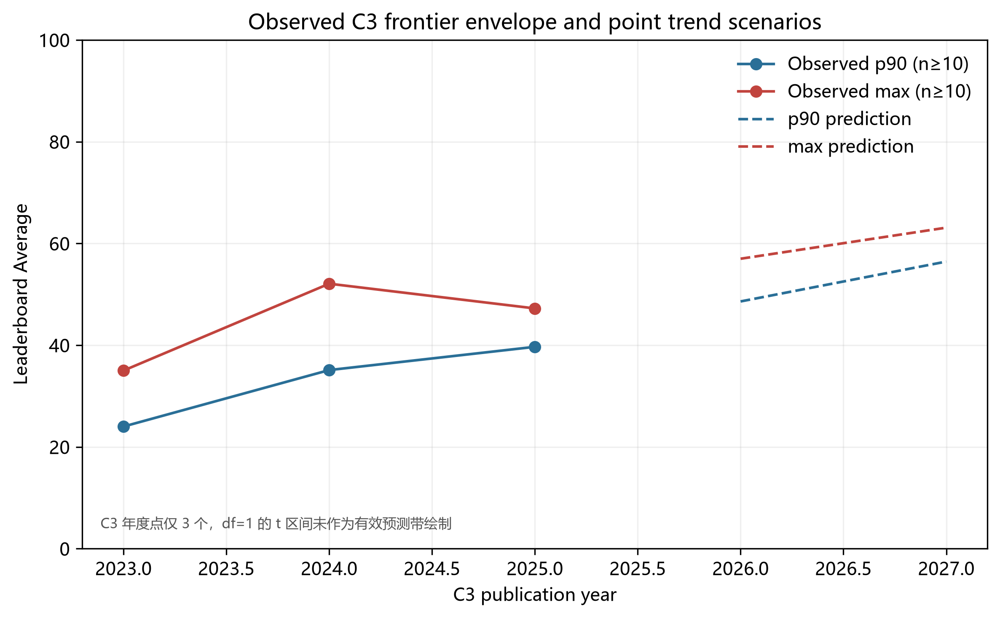 Observed C3 frontier envelope and point trend scenarios
100
80
60
40
20
0
Leaderboard Average
Observed p90 (n≥10)
Observed max (n≥10)
p90 prediction
max prediction
C3 年度点仅 3 个，df=1 的 t 区间未作为有效预测带绘制
2023.0 2023.5 2024.0 2024.5 2025.0 2025.5 2026.0 2026.5 2027.0
C3 publication year